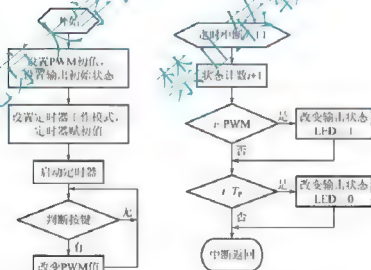 开始
设置PWM初值，
设置输出初始状态
设置定时器工作模式，
定时器赋初值
启动定时器
判断按键
无
有
改变PWM值
定时中断
状态计数t+1
PWM
是
改变输出状态
LED
1
否
是
改变输出状态
LED
0
否
中断返回